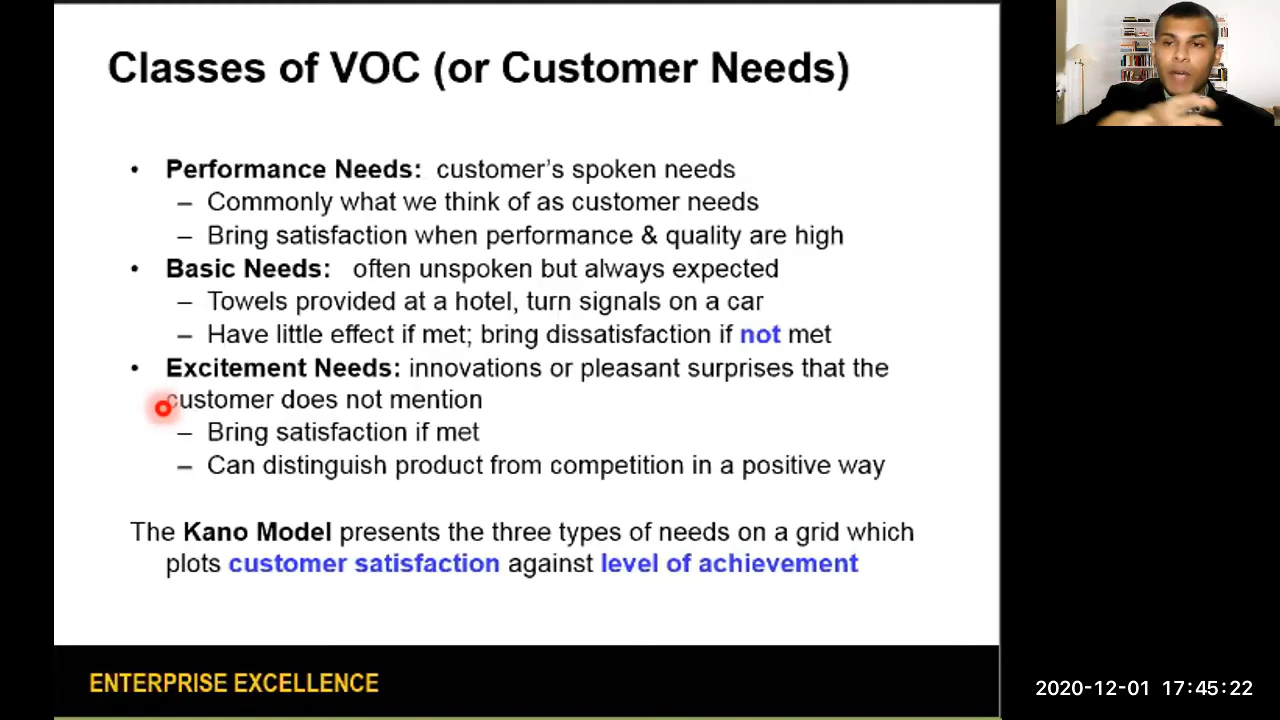 Classes of VOC (or Customer Needs)
• Performance Needs: customer's spoken needs
– Commonly what we think of as customer needs
– Bring satisfaction when performance & quality are high
• Basic Needs: often unspoken but always expected
– Towels provided at a hotel, turn signals on a car
– Have little effect if met; bring dissatisfaction if not met
• Excitement Needs: innovations or pleasant surprises that the
customer does not mention
– Bring satisfaction if met
– Can distinguish product from competition in a positive way
The Kano Model presents the three types of needs on a grid which
plots customer satisfaction against level of achievement
ENTERPRISE EXCELLENCE
2020-12-01 17:45:22